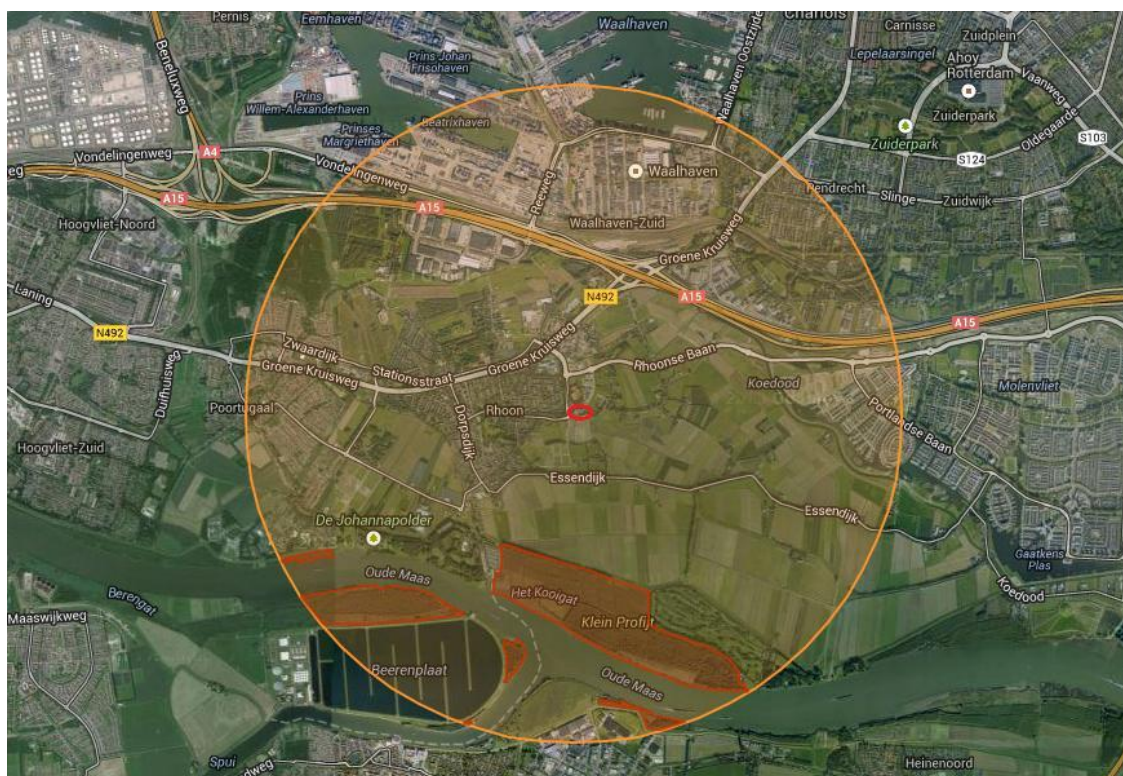 Pernis
Eemhaven
Waalhaven
Charlois
Carnisse
Zuidplein
Lepelaarsingel
Ahoy
Rotterdam
Vaanweg
Beneluxweg
Prins Johan
Frisohaven
Waalhaven Oostzijde
Prins
Willem-Alexanderhaven
Zuiderpark
Oldegaarde
S103
Beatrixhaven
Prinses
Margriethaven
Zuiderpark
S124
Vondelingenweg
A4
Vondelingenweg
Waalhaven
Pendrecht
Slinge
Zuidwijk
eg
A15
A15
Reeweg
Waalhaven-Zuid
Hoogvliet-Noord
Groene Kruisweg
Laning
N492
A15
N492
A15
Zwaardijk
Stationsstraat
Groene Kruisweg
Groene Kruisweg
Rhoonse Baan
Koedood
Molenvliet
Duifhuisweg
Poortugaal
Rhoon
Dorpsdijk
Portlandse Baan
Hoogvliet-Zuid
Essendijk
Essendijk
De Johannapolder
Gaatkens
Plas
Koedood
Oude Maas
Berengat
Het Kooigat
Maaswijkweg
Klein Profijt
Beerenplaat
Oude Maas
Spui
dweg
Heinenoord